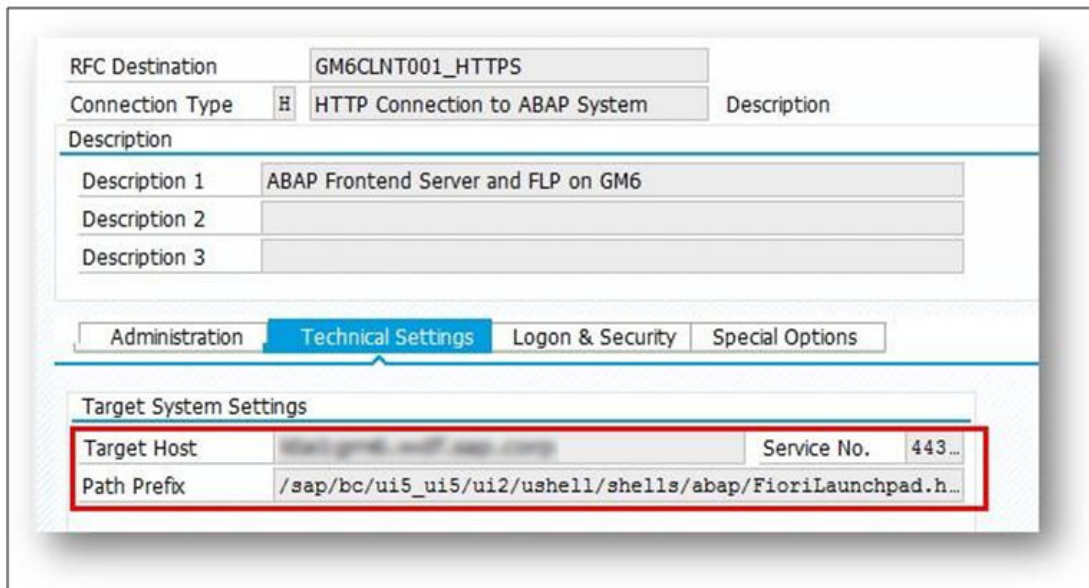 RFC Destination GM6CLNT001_HTTPS
Connection Type H HTTP Connection to ABAP System Description
Description
Description 1 ABAP Frontend Server and FLP on GM6
Description 2
Description 3
Administration Technical Settings Logon & Security Special Options
Target System Settings
Target Host Service No. 443…
Path Prefix /sap/bc/ui5_ui5/ui2/ushell/shells/abap/FioriLaunchpad.h…